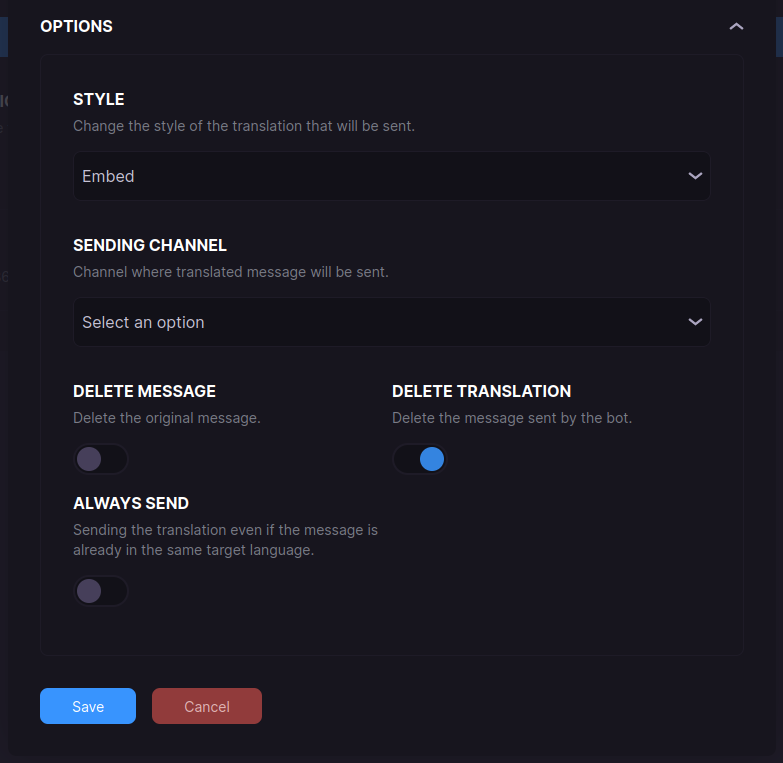 OPTIONS
STYLE
Change the style of the translation that will be sent.
Embed
SENDING CHANNEL
Channel where translated message will be sent.
Select an option
DELETE MESSAGE
Delete the original message.
DELETE TRANSLATION
Delete the message sent by the bot.
ALWAYS SEND
Sending the translation even if the message is
already in the same target language.
Save
Cancel